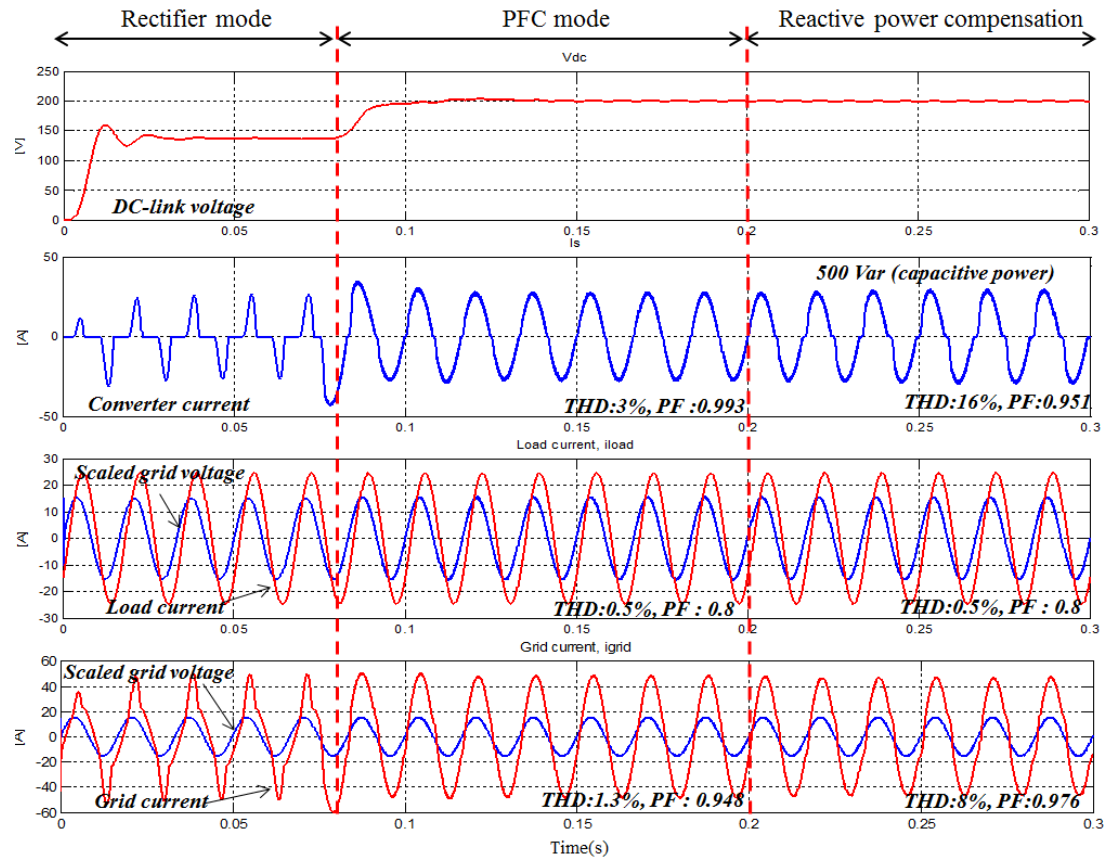 Rectifier mode PFC mode Reactive power compensation
Vdc
250
200
150
100
50
0
[V]
DC-link voltage
0 0.05 0.1 0.15 0.2 0.25 0.3
Is
50
0
-50
[A]
500 Var (capacitive power)
Converter current THD:3%, PF :0.993 THD:16%, PF:0.951
0 0.05 0.1 0.15 0.2 0.25 0.3
Load current, iload
30
20
10
0
-10
-20
-30
[A]
Scaled grid voltage
Load current THD:0.5%, PF : 0.8 THD:0.5%, PF : 0.8
0 0.05 0.1 0.15 0.2 0.25 0.3
Grid current, igrid
60
40
20
0
-20
-40
-60
[A]
Scaled grid voltage
Grid current THD:1.3%, PF : 0.948 THD:8%, PF:0.976
0 0.05 0.1 0.15 0.2 0.25 0.3
Time(s)